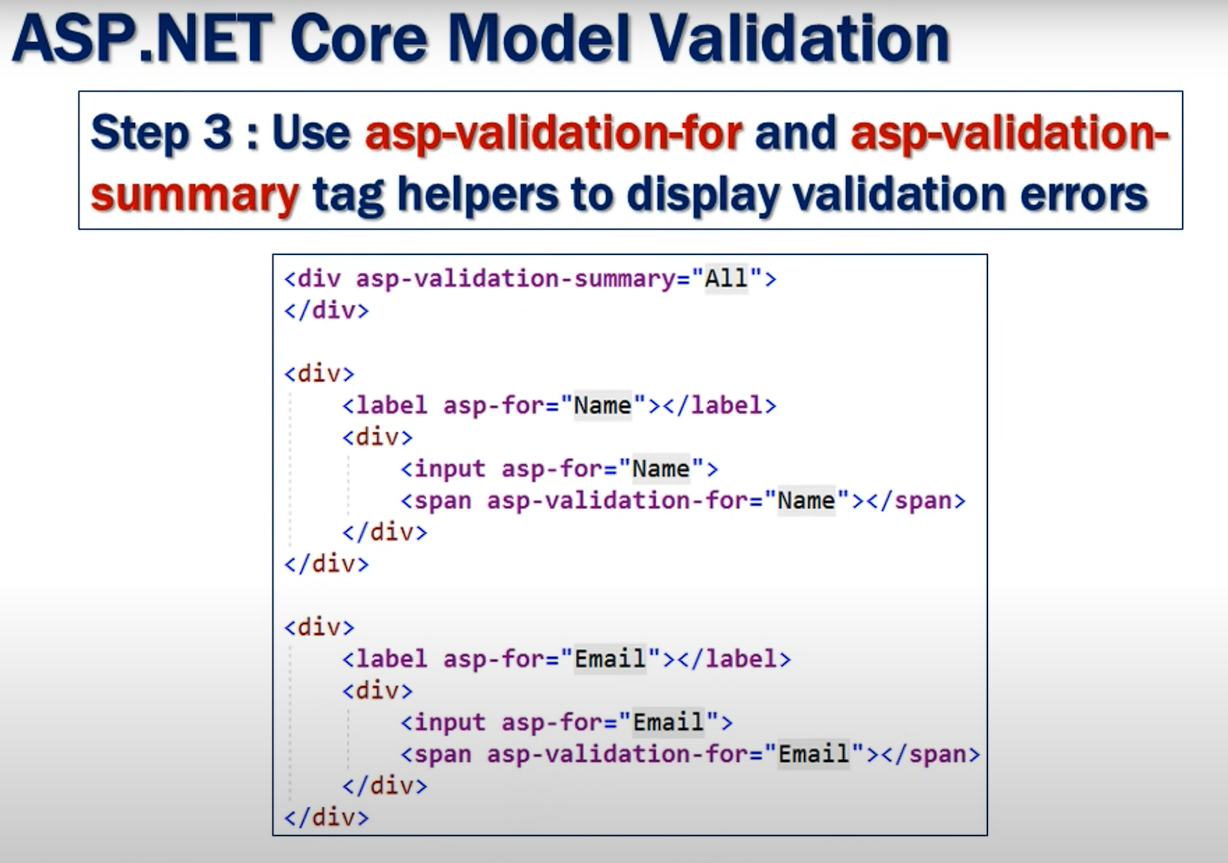 ASP.NET Core Model Validation
Step 3 : Use asp-validation-for and asp-validation-
summary tag helpers to display validation errors
<div asp-validation-summary="All">
</div>
<div>
<label asp-for="Name"></label>
<div>
<input asp-for="Name">
<span asp-validation-for="Name"></span>
</div>
</div>
<div>
<label asp-for="Email"></label>
<div>
<input asp-for="Email">
<span asp-validation-for="Email"></span>
</div>
</div>